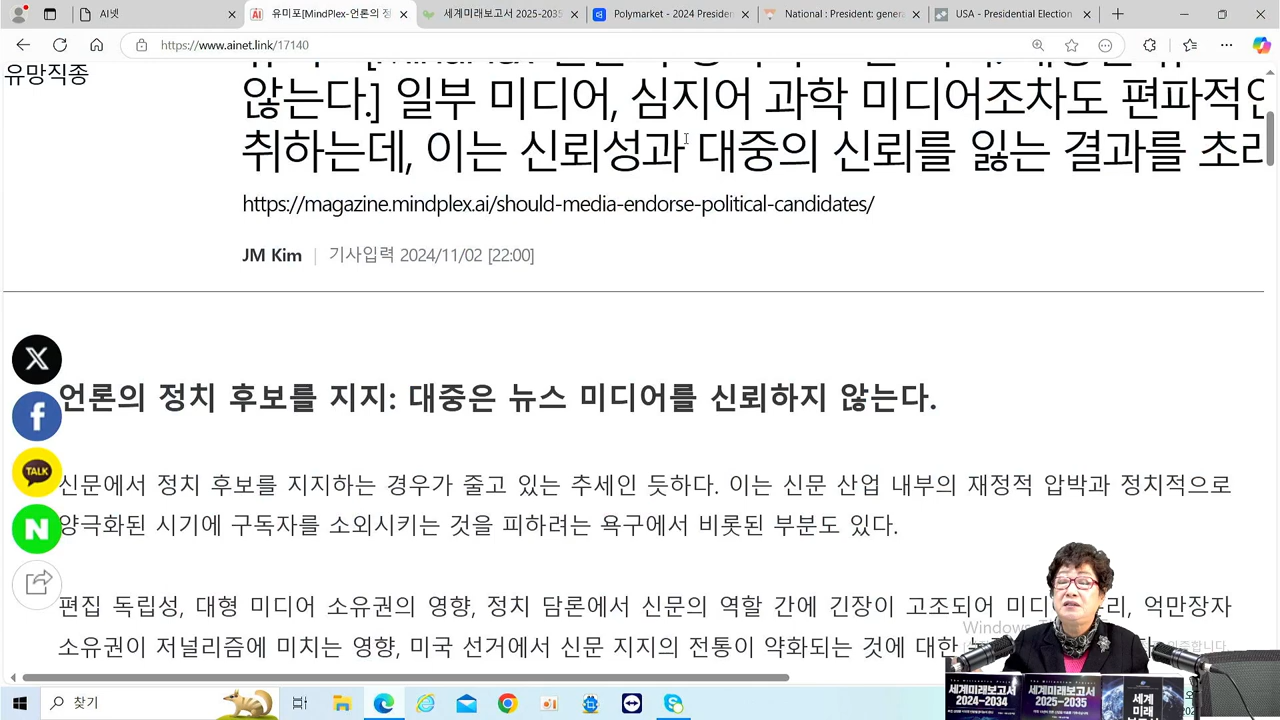 AI넷
유미포[MindPlex-언론의 정
세계미래보고서 2025-2035
Polymarket - 2024 Presiden
National : President: genera
USA - Presidential Election
https://www.ainet.link/17140
유망직종
않는다.] 일부 미디어, 심지어 과학 미디어조차도 편파적인
취하는데, 이는 신뢰성과 대중의 신뢰를 잃는 결과를 초래
https://magazine.mindplex.ai/should-media-endorse-political-candidates/
JM Kim | 기사입력 2024/11/02 [22:00]
언론의 정치 후보를 지지: 대중은 뉴스 미디어를 신뢰하지 않는다.
신문에서 정치 후보를 지지하는 경우가 줄고 있는 추세인 듯하다. 이는 신문 산업 내부의 재정적 압박과 정치적으로
양극화된 시기에 구독자를 소외시키는 것을 피하려는 욕구에서 비롯된 부분도 있다.
편집 독립성, 대형 미디어 소유권의 영향, 정치 담론에서 신문의 역할 간에 긴장이 고조되어 억만장자
소유권이 저널리즘에 미치는 영향, 미국 선거에서 신문 지지의 전통이 약화되는 것에 대한
TALK
N
Windows
찾기
세계미래보고서
2024-2034
세계미래보고서
2025-2035
세계
미래